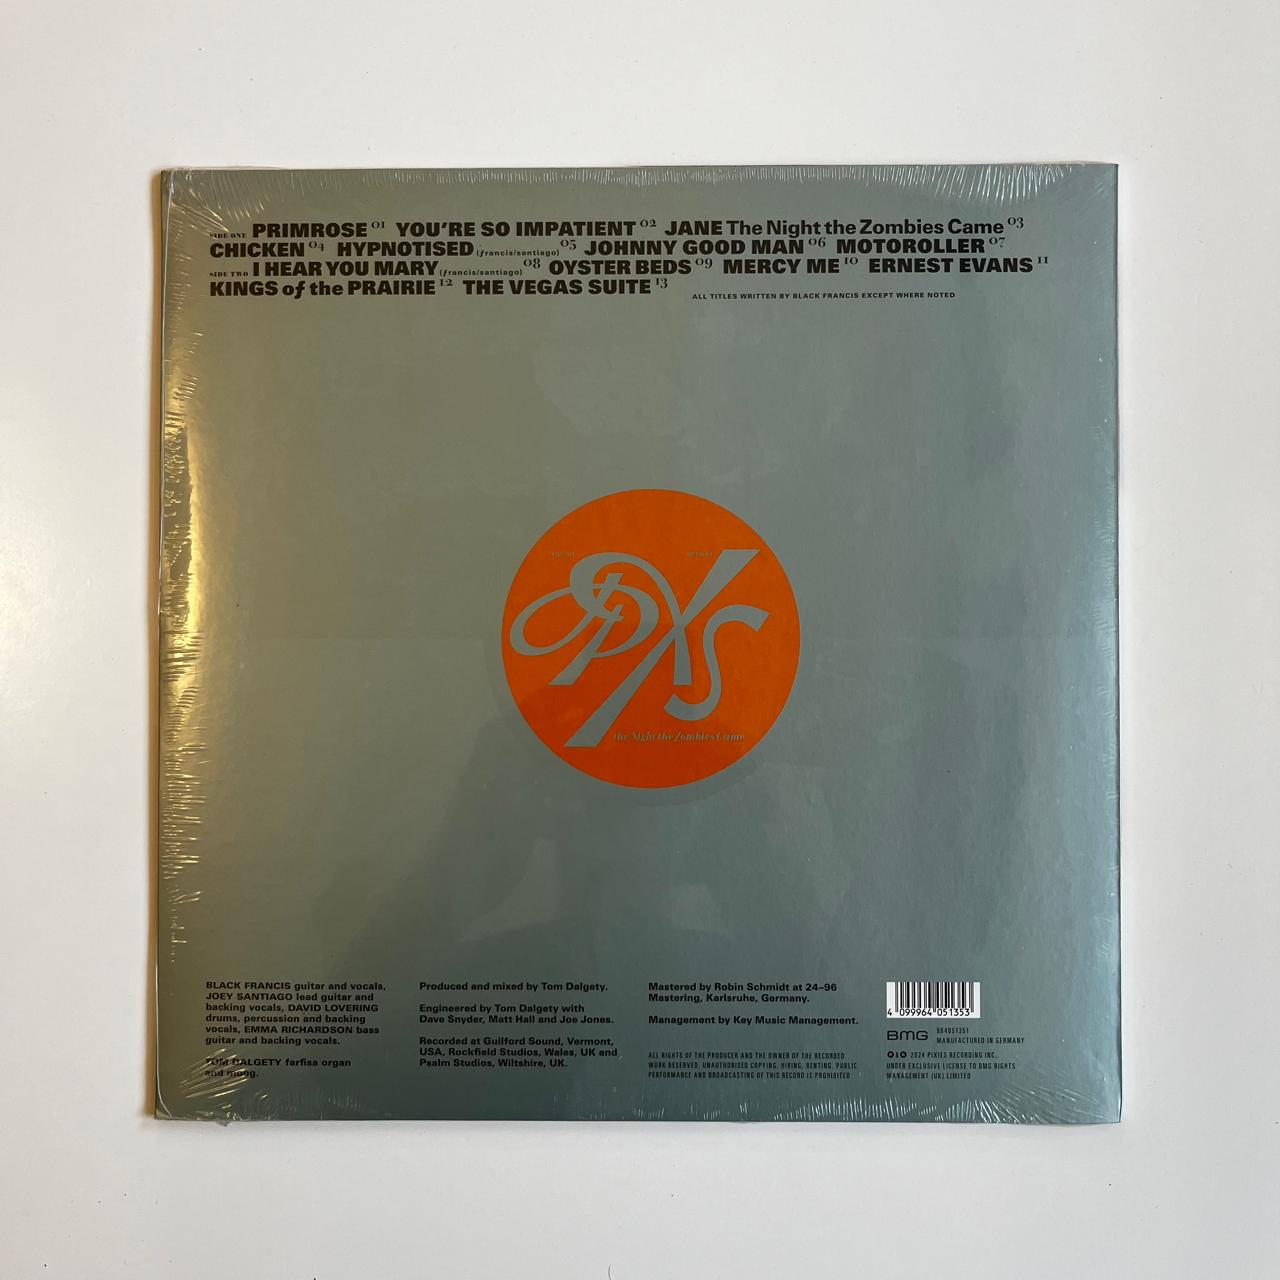 SIDE ONE PRIMROSE 01 YOU'RE SO IMPATIENT 02 JANE The Night the Zombies Came 03
CHICKEN 04 HYPNOTISED (francis/santiago) 05 JOHNNY GOOD MAN 06 MOTOROLLER 07
SIDE TWO I HEAR YOU MARY (francis/santiago) 08 OYSTER BEDS 09 MERCY ME 10 ERNEST EVANS 11
KINGS of the PRAIRIE 12 THE VEGAS SUITE 13 ALL TITLES WRITTEN BY BLACK FRANCIS EXCEPT WHERE NOTED
PIXS
the Night the Zombies Came
BLACK FRANCIS guitar and vocals,
JOEY SANTIAGO lead guitar and
backing vocals, DAVID LOVERING
drums, percussion and backing
vocals, EMMA RICHARDSON bass
guitar and backing vocals.
TOM DALGETY farfisa organ
and moog.
Produced and mixed by Tom Dalgety.
Engineered by Tom Dalgety with
Dave Snyder, Matt Hall and Joe Jones.
Recorded at Guilford Sound, Vermont,
USA, Rockfield Studios, Wales, UK and
Psalm Studios, Wiltshire, UK.
Mastered by Robin Schmidt at 24–96
Mastering, Karlsruhe, Germany.
Management by Key Music Management.
ALL RIGHTS OF THE PRODUCER AND THE OWNER OF THE RECORDED
WORK RESERVED. UNAUTHORISED COPYING, HIRING, RENTING, PUBLIC
PERFORMANCE AND BROADCASTING OF THIS RECORD IS PROHIBITED
4 099964 051353
BMG
964051351
MANUFACTURED IN GERMANY
℗&© 2024 PIXIES RECORDING INC.,
UNDER EXCLUSIVE LICENSE TO BMG RIGHTS
MANAGEMENT (UK) LIMITED